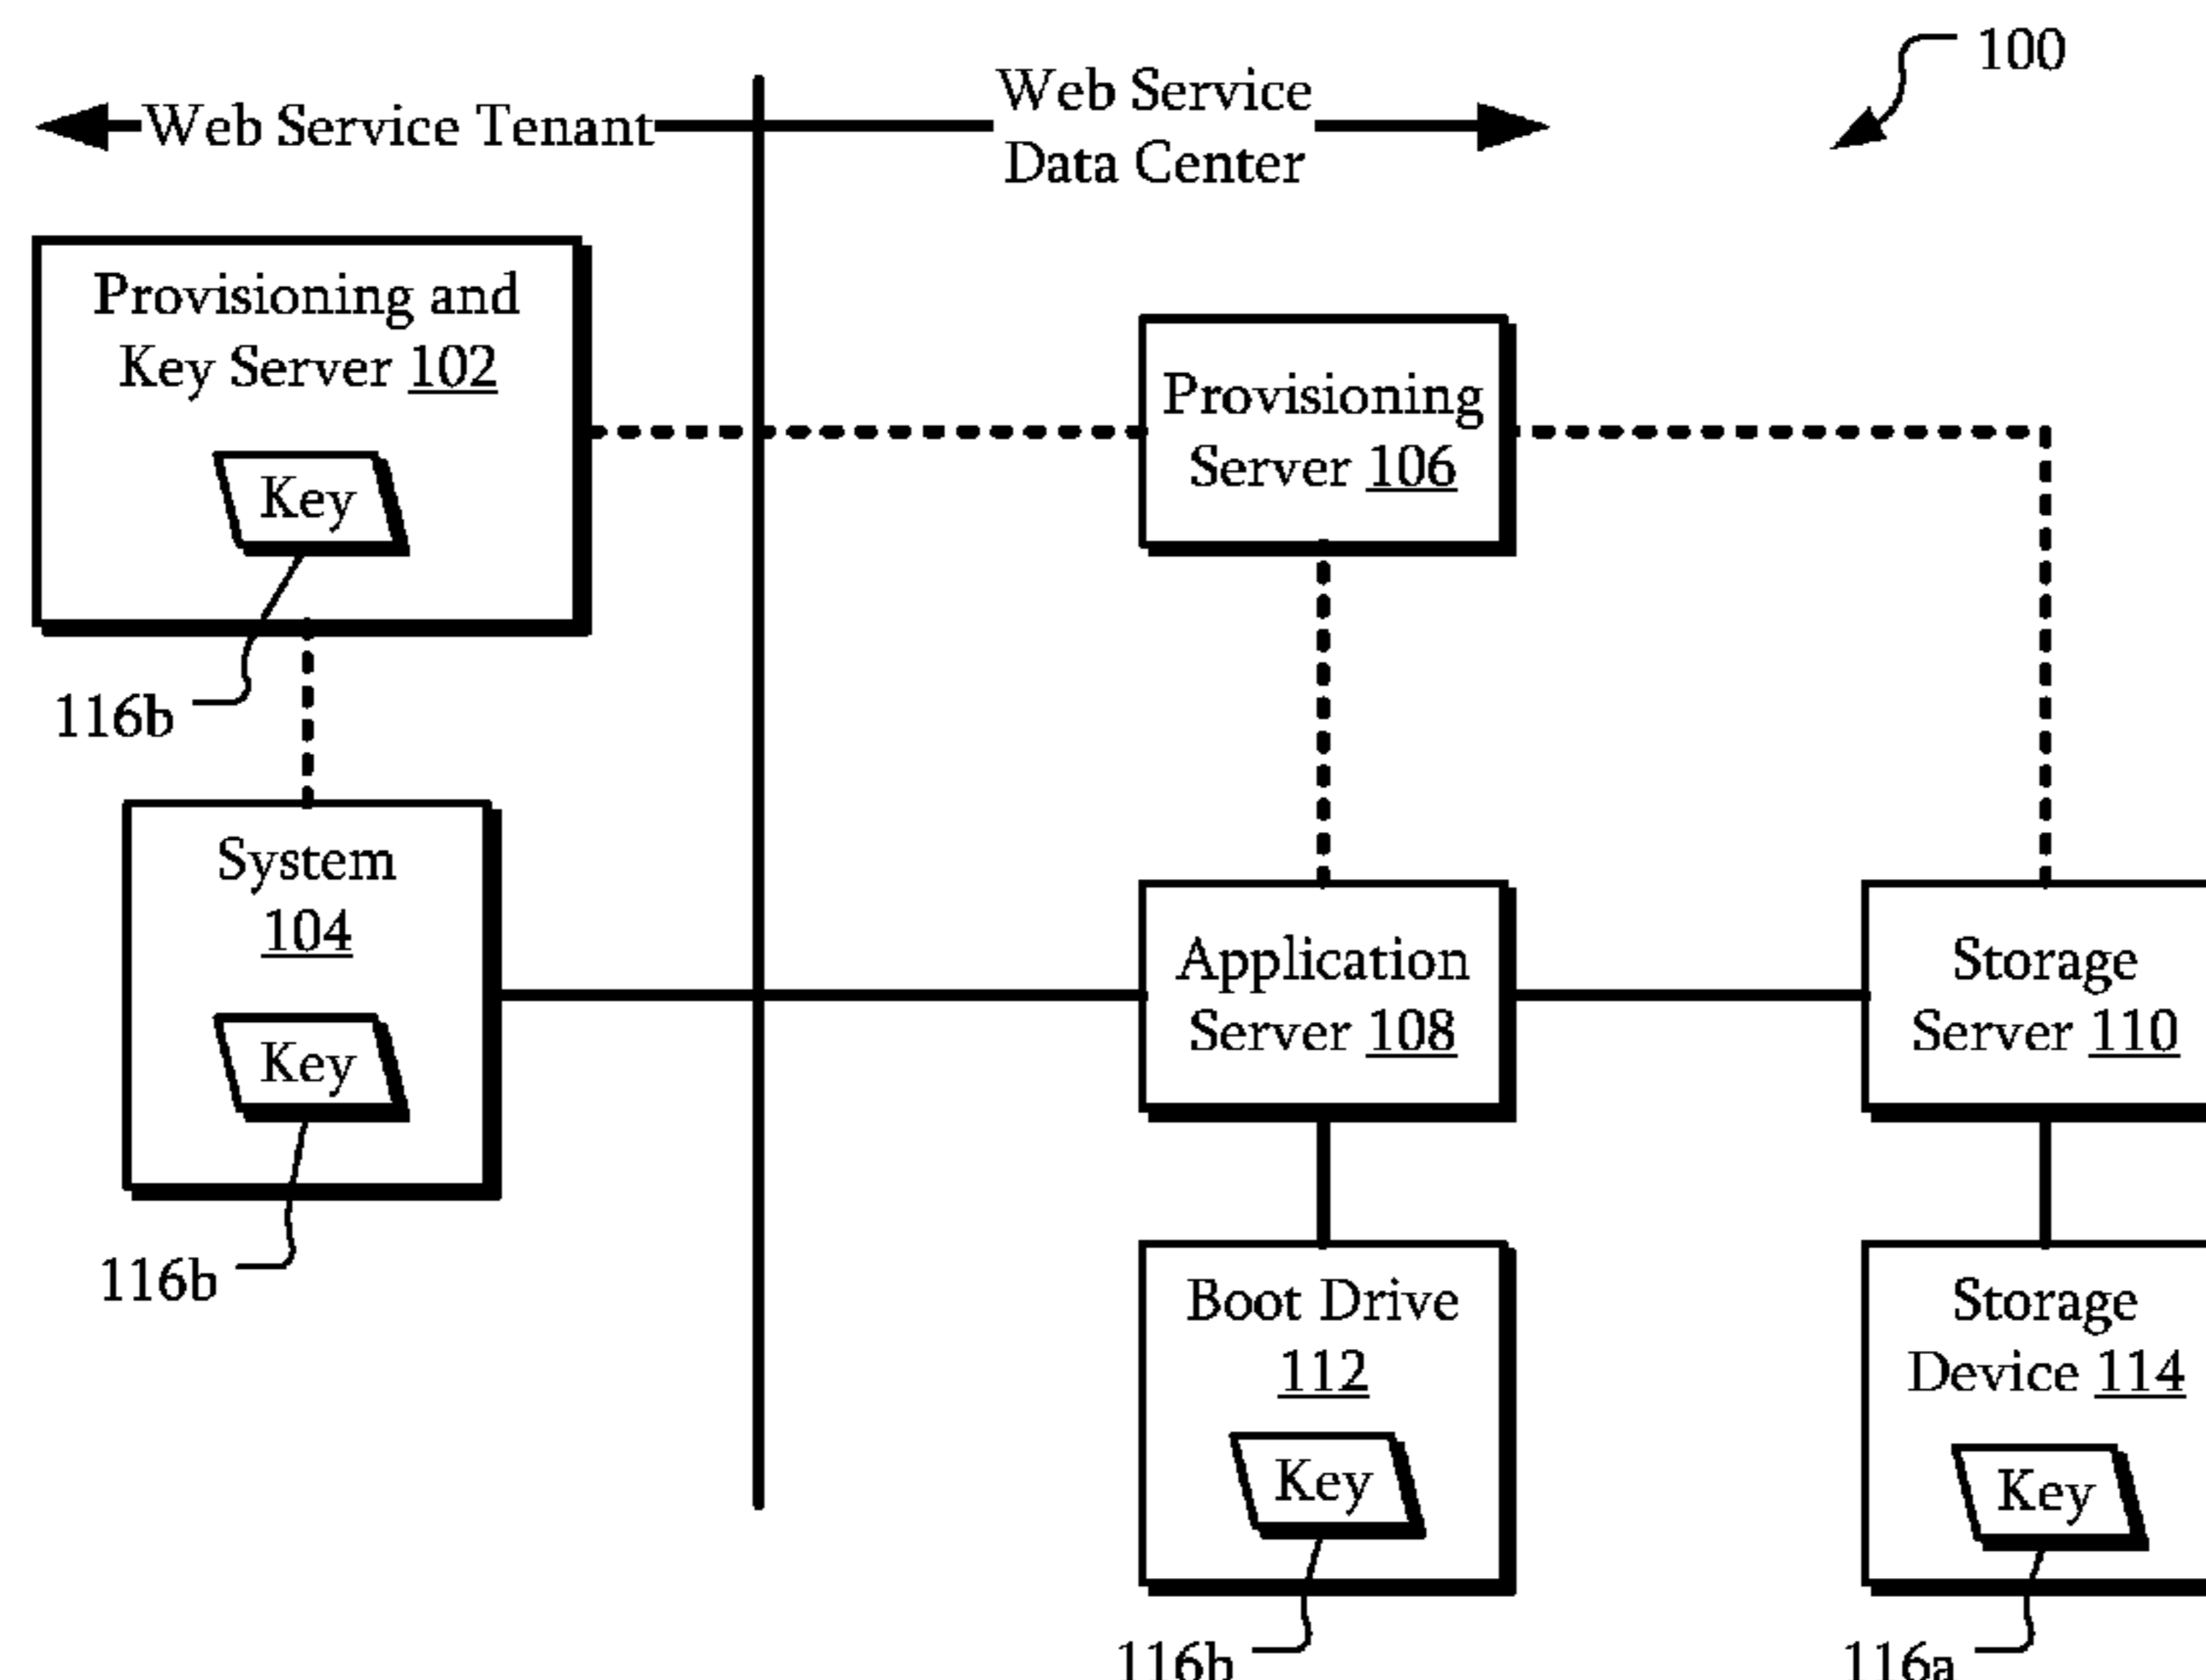 100
Web Service Tenant
Web Service
Data Center
Provisioning and
Key Server 102
Key
116b
Provisioning
Server 106
System
104
Key
116b
Application
Server 108
Storage
Server 110
Boot Drive
112
Key
116b
Storage
Device 114
Key
116a